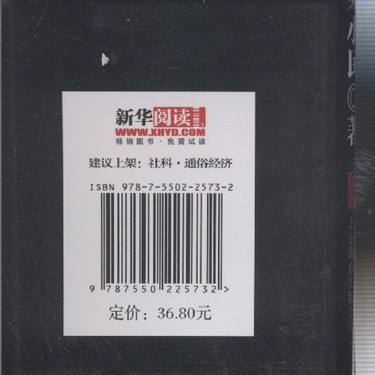 新华阅读
WWW.XHYD.COM
畅销图书·免费试读
建议上架：社科·通俗经济
ISBN 978-7-5502-2573-2
9 787550 225732 >
定价：36.80元